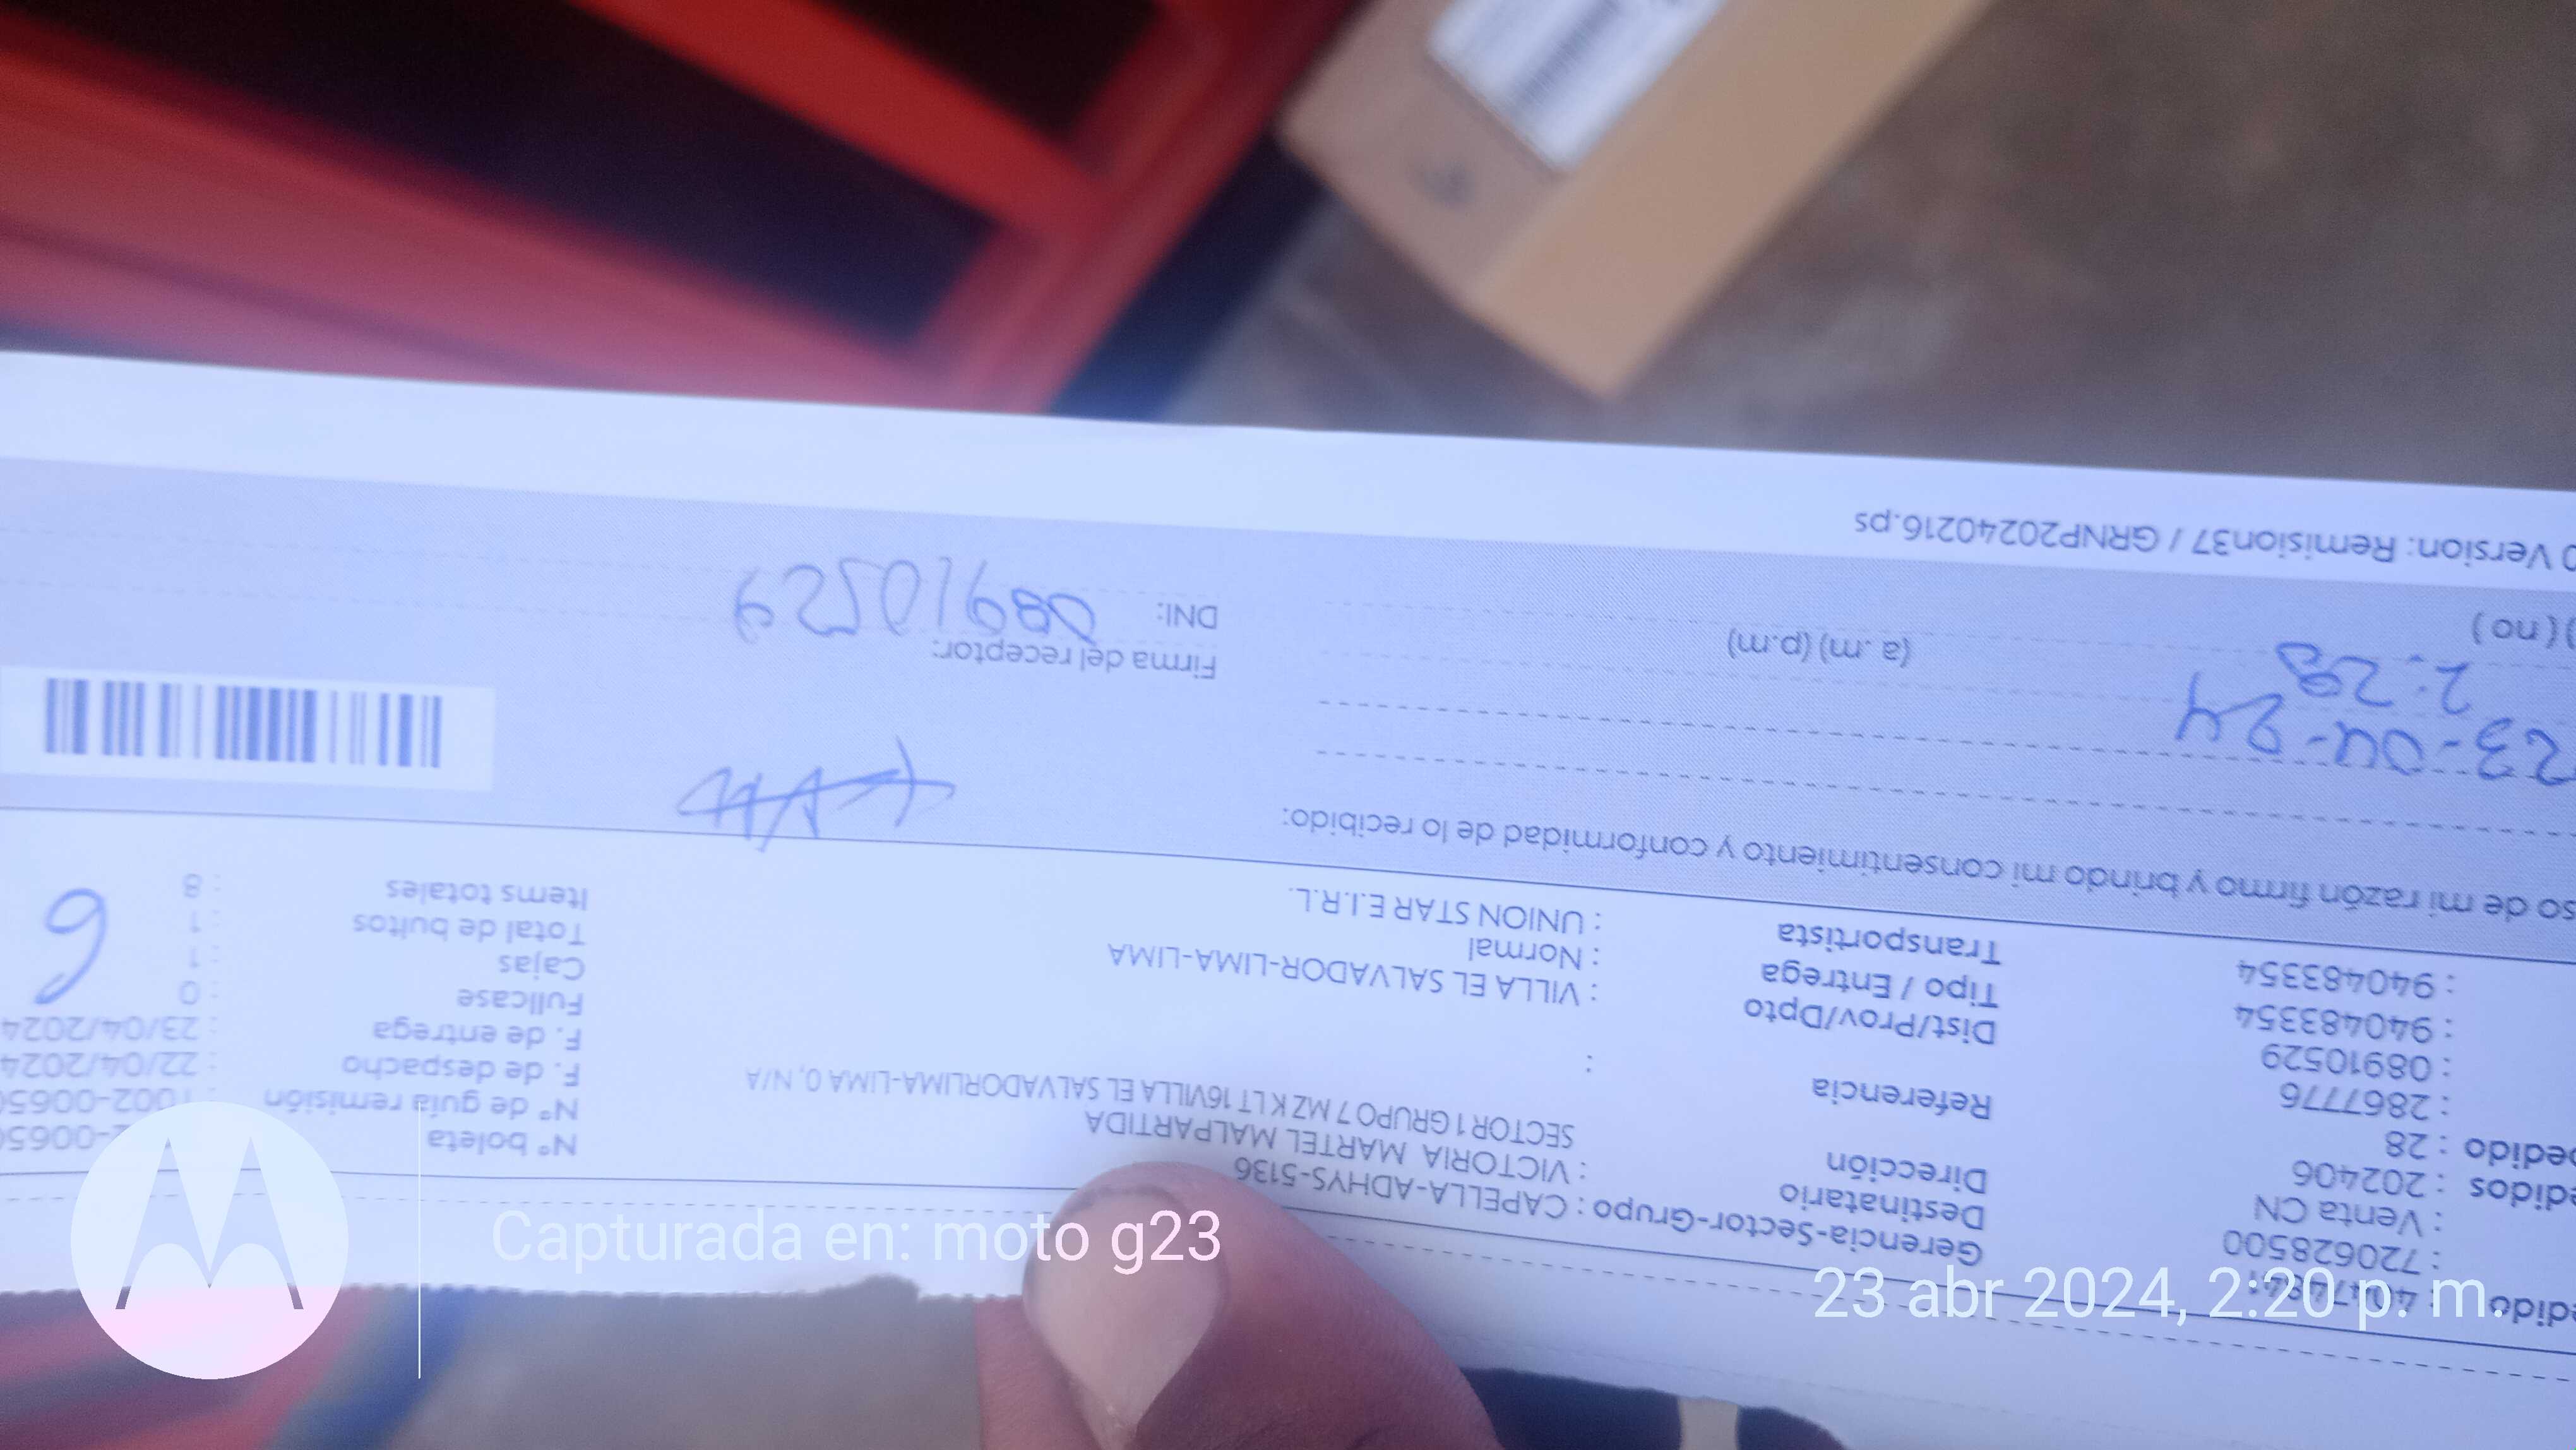 Gerencia-Sector-Grupo : CAPELLA-ADHYS-5136
Destinatario : VICTORIA MARTEL MALPARTIDA
Dirección SECTOR 1 GRUPO 7 MZ K LT 16VILLA EL SALVADORLIMA-LIMA 0, N/A
Referencia :
Dist/Prov/Dpto : VILLA EL SALVADOR-LIMA-LIMA
Tipo / Entrega : Normal
Transportista : UNION STAR E.I.R.L.
: 720628500
: Venta CN
: 202406
: 28
: 2867776
: 08910529
: 940483354
: 940483354
Nº boleta
Nº de guía remisión
F. de despacho : 22/04/2024
F. de entrega : 23/04/2024
Fullcase : 0
Cajas : 1
Total de bultos : 1
Items totales : 8
6
de mi razón firmo y brindo mi consentimiento y conformidad de lo recibido:
23-04-24
2:28
(a.m) (p.m)
(no)
Firma del receptor:
DNI: 08910529
Version: Remision37 / GRNP20240216.ps
Capturada en: moto g23
23 abr 2024, 2:20 p. m.